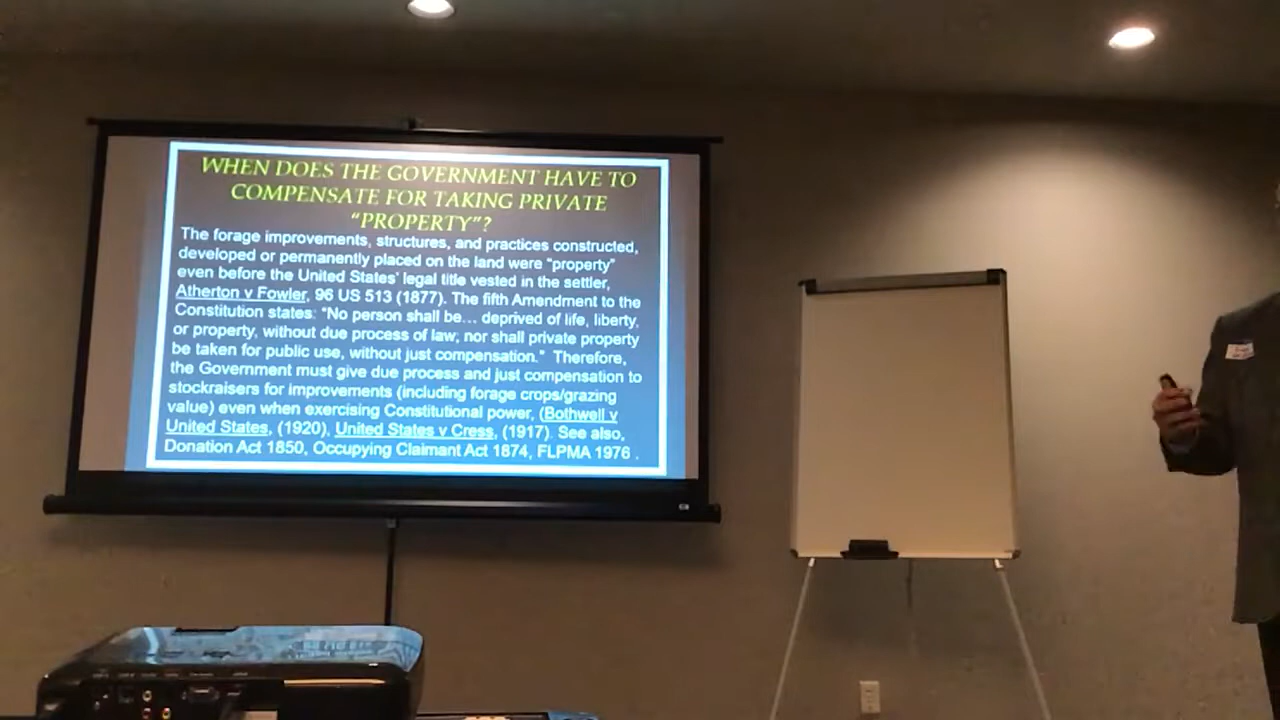 WHEN DOES THE GOVERNMENT HAVE TO
COMPENSATE FOR TAKING PRIVATE
“PROPERTY”?
The forage improvements, structures, and practices constructed,
developed or permanently placed on the land were “property”
even before the United States’ legal title vested in the settler,
Atherton v Fowler, 96 US 513 (1877). The fifth Amendment to the
Constitution states: “No person shall be... deprived of life, liberty,
or property, without due process of law; nor shall private property
be taken for public use, without just compensation.” Therefore,
the Government must give due process and just compensation to
stockraisers for improvements (including forage crops/grazing
value) even when exercising Constitutional power, (Bothwell v
United States, (1920), United States v Cress, (1917). See also,
Donation Act 1850, Occupying Claimant Act 1874, FLPMA 1976 .